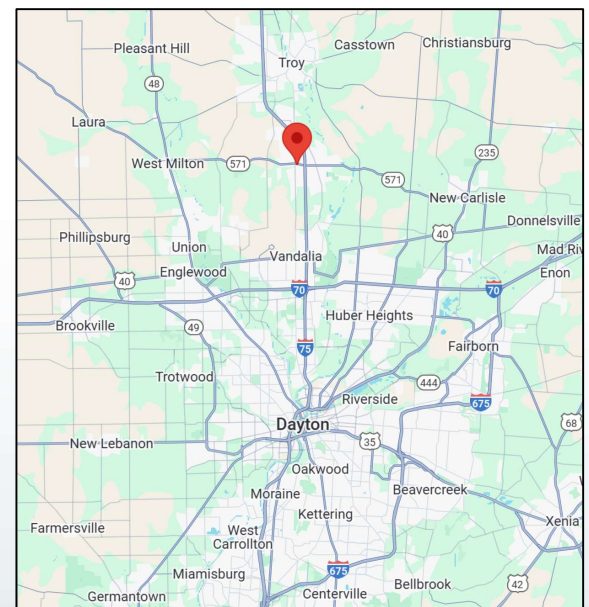 Pleasant Hill
Casstown
Christiansburg
Troy
48
Laura
235
West Milton
571
571
New Carlisle
Donnelsville
Phillipsburg
Union
40
Mad Riv
Vandalia
Englewood
Enon
40
70
70
Huber Heights
Brookville
49
75
Fairborn
Trotwood
444
Riverside
675
Dayton
68
New Lebanon
35
Oakwood
Moraine
Beavercreek
Kettering
Farmersville
West
Carrollton
Xenia
675
Miamisburg
Bellbrook
42
Germantown
Centerville